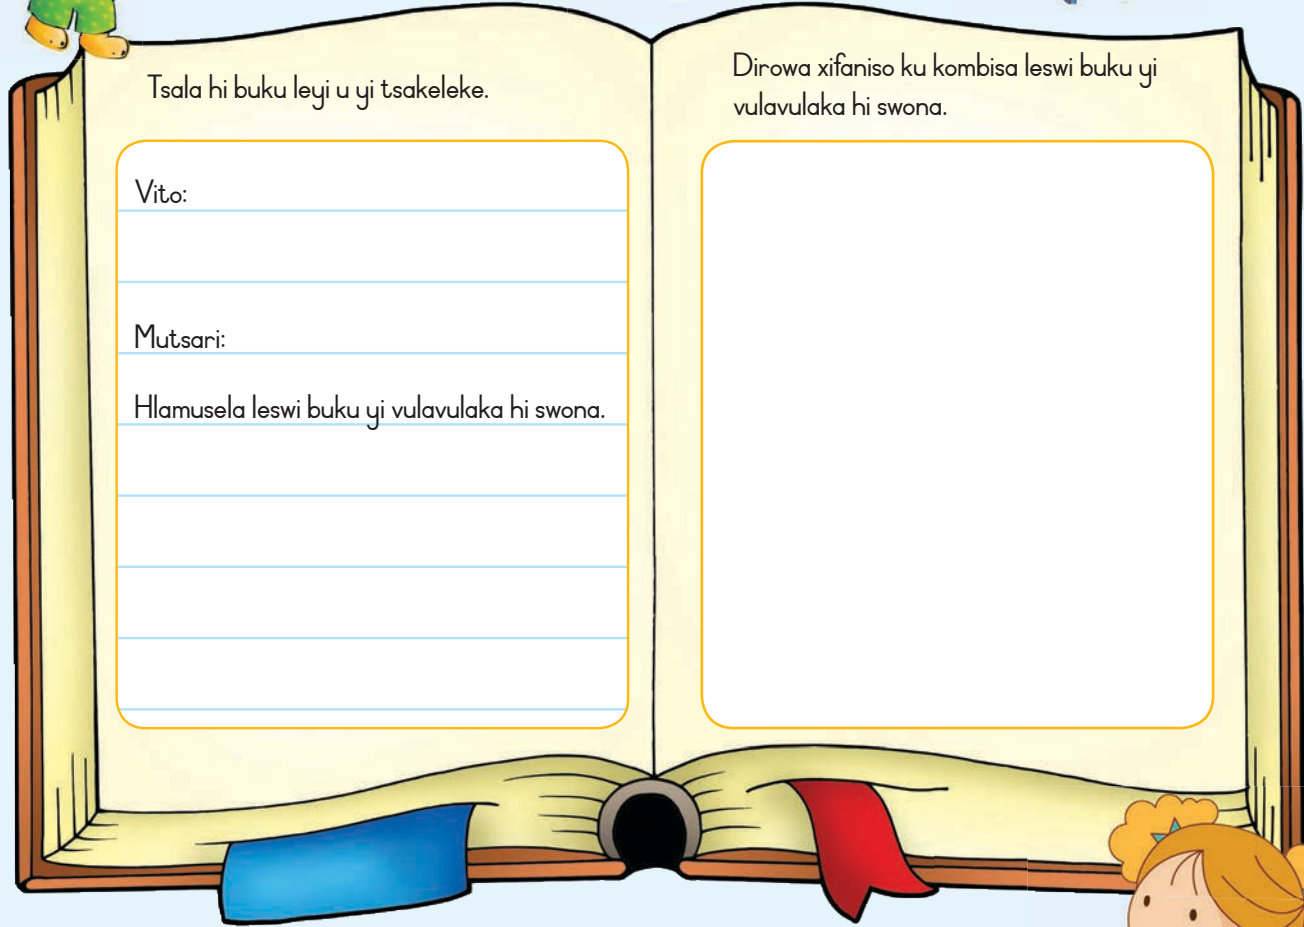 Tsala hi buku leyi u yi tsakeleke.
Vito:
Mutsari:
Hlamusela leswi buku yi vulavulaka hi swona.
Dirowa xifaniso ku kombisa leswi buku yi
vulavulaka hi swona.